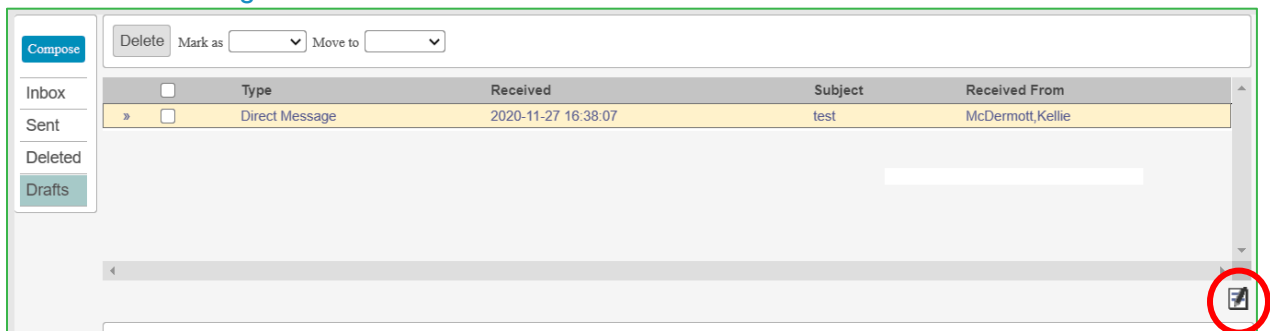 Compose
Delete Mark as Move to
Inbox
Sent
Deleted
Drafts
Type Received Subject Received From
» Direct Message 2020-11-27 16:38:07 test McDermott,Kellie